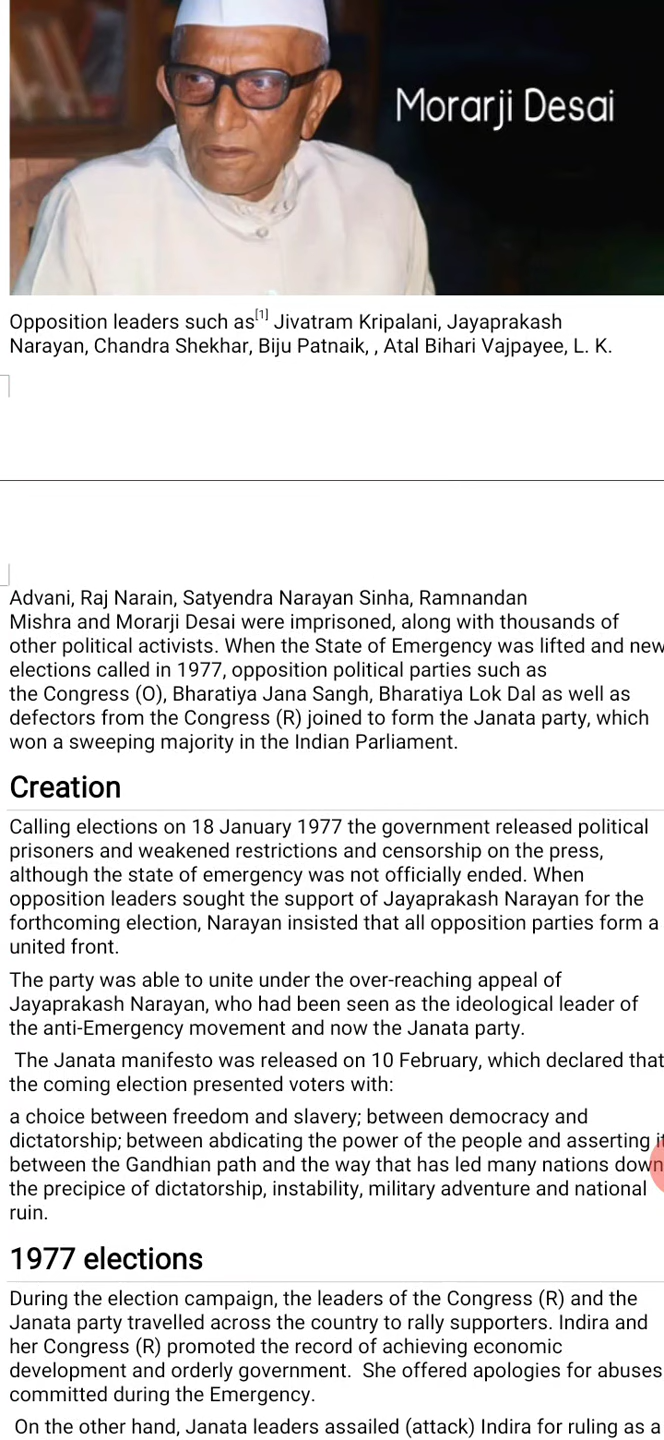 Morarji Desai
Opposition leaders such as[1] Jivatram Kripalani, Jayaprakash
Narayan, Chandra Shekhar, Biju Patnaik, , Atal Bihari Vajpayee, L. K.
Advani, Raj Narain, Satyendra Narayan Sinha, Ramnandan
Mishra and Morarji Desai were imprisoned, along with thousands of
other political activists. When the State of Emergency was lifted and new
elections called in 1977, opposition political parties such as
the Congress (O), Bharatiya Jana Sangh, Bharatiya Lok Dal as well as
defectors from the Congress (R) joined to form the Janata party, which
won a sweeping majority in the Indian Parliament.
Creation
Calling elections on 18 January 1977 the government released political
prisoners and weakened restrictions and censorship on the press,
although the state of emergency was not officially ended. When
opposition leaders sought the support of Jayaprakash Narayan for the
forthcoming election, Narayan insisted that all opposition parties form a
united front.
The party was able to unite under the over-reaching appeal of
Jayaprakash Narayan, who had been seen as the ideological leader of
the anti-Emergency movement and now the Janata party.
The Janata manifesto was released on 10 February, which declared that
the coming election presented voters with:
a choice between freedom and slavery; between democracy and
dictatorship; between abdicating the power of the people and asserting it
between the Gandhian path and the way that has led many nations down
the precipice of dictatorship, instability, military adventure and national
ruin.
1977 elections
During the election campaign, the leaders of the Congress (R) and the
Janata party travelled across the country to rally supporters. Indira and
her Congress (R) promoted the record of achieving economic
development and orderly government. She offered apologies for abuses
committed during the Emergency.
On the other hand, Janata leaders assailed (attack) Indira for ruling as a